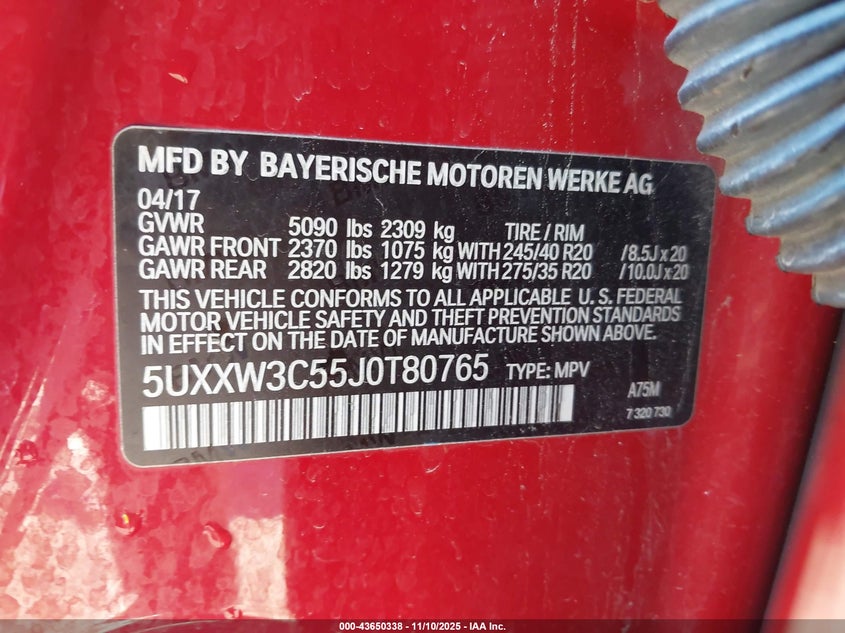 MFD BY BAYERISCHE MOTOREN WERKE AG
04/17
GVWR 5090 lbs 2309 kg TIRE / RIM
GAWR FRONT 2370 lbs 1075 kg WITH 245/40 R20 / 8.5J x 20
GAWR REAR 2820 lbs 1279 kg WITH 275/35 R20 / 10.0J x 20
THIS VEHICLE CONFORMS TO ALL APPLICABLE U. S. FEDERAL
MOTOR VEHICLE SAFETY AND THEFT PREVENTION STANDARDS
IN EFFECT ON THE DATE OF MANUFACTURE SHOWN ABOVE.
5UXXW3C55J0T80765 TYPE: MPV
A75M
7 320 730
000-43650338 - 11/10/2025 - IAA Inc.